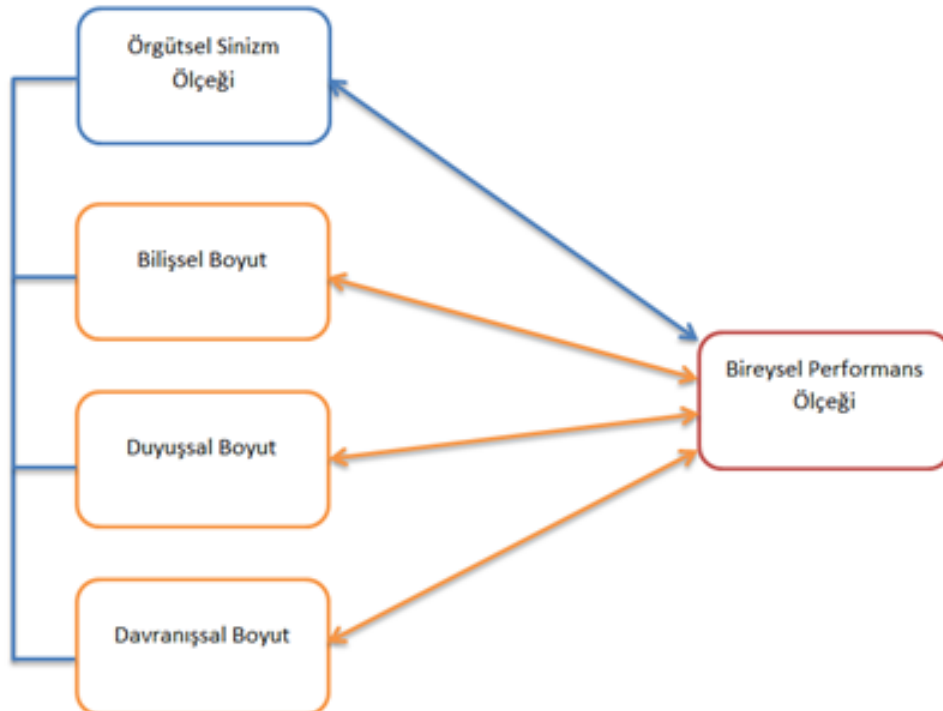 Örgütsel Sinizm
Ölçeği
Bilişsel Boyut
Duyuşsal Boyut
Davranışsal Boyut
Bireysel Performans
Ölçeği